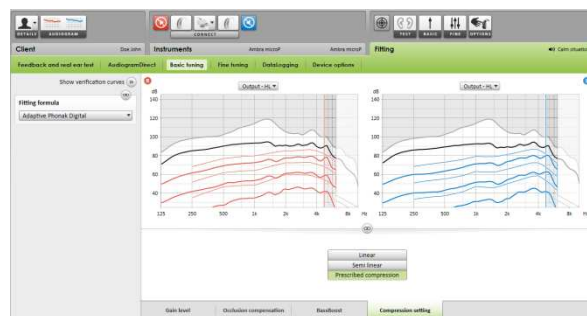 DETAILS AUDIOGRAM CONNECT TEST BASIC FINE OPTIONS
Client Doe John Instruments Ambra microP Ambra microP Fitting Calm situation
Feedback and real ear test AudiogramDirect Basic tuning Fine tuning DataLogging Device options
Show verification curves
Fitting formula
Adaptive Phonak Digital
dB Output - HL dB Output - HL
140 140
120 120
100 100
80 80
60 60
40 40
125 250 500 1k 2k 4k 8k Hz 125 250 500 1k 2k 4k 8k Hz
Linear
Semi linear
Prescribed compression
Gain level Occlusion compensation BassBoost Compression setting